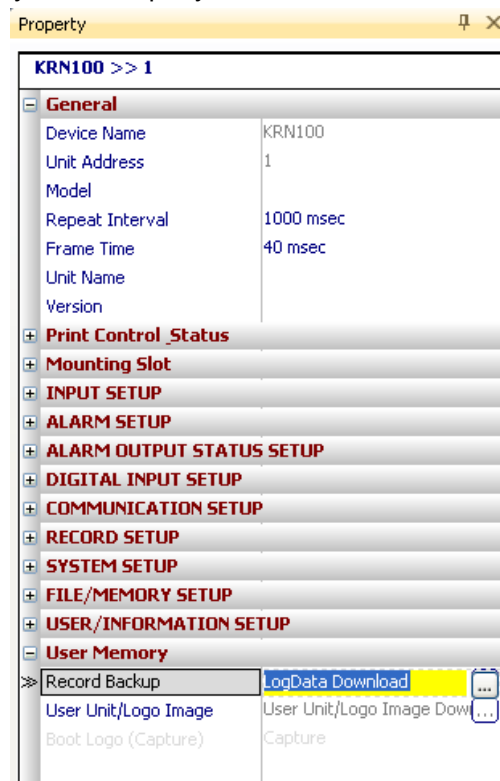 Property
KRN100 >> 1
General
Device Name KRN100
Unit Address 1
Model
Repeat Interval 1000 msec
Frame Time 40 msec
Unit Name
Version
Print Control_Status
Mounting Slot
INPUT SETUP
ALARM SETUP
ALARM OUTPUT STATUS SETUP
DIGITAL INPUT SETUP
COMMUNICATION SETUP
RECORD SETUP
SYSTEM SETUP
FILE/MEMORY SETUP
USER/INFORMATION SETUP
User Memory
Record Backup LogData Download ...
User Unit/Logo Image User Unit/Logo Image Dow ...
Boot Logo (Capture) Capture